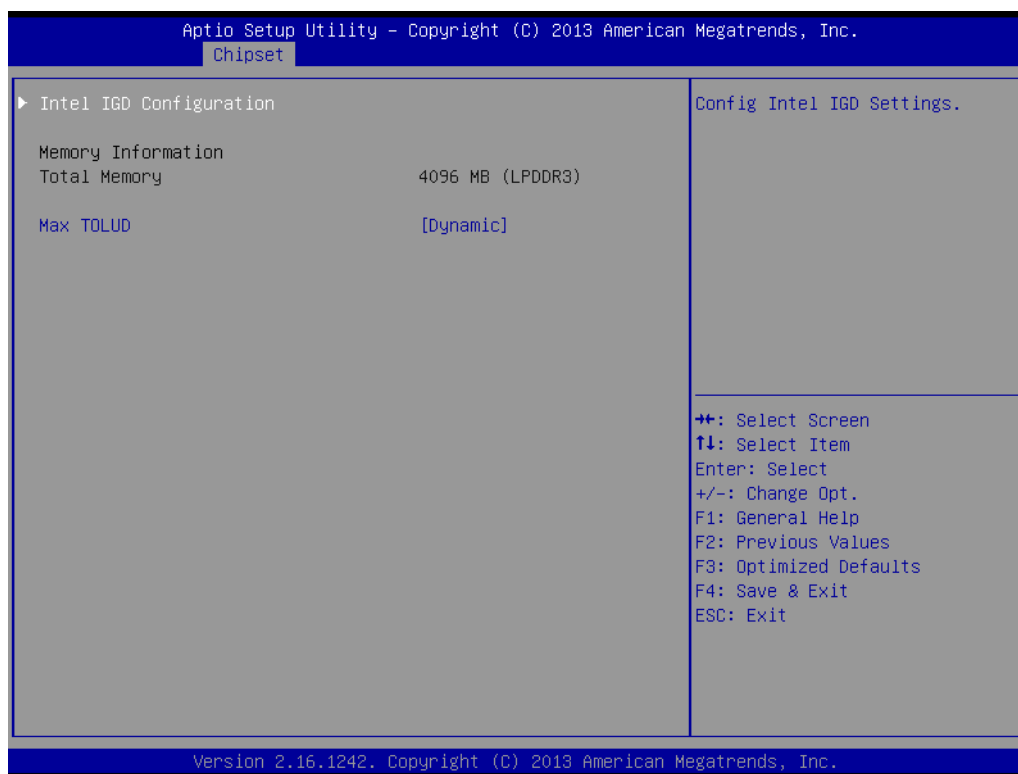 Aptio Setup Utility – Copyright (C) 2013 American Megatrends, Inc.
Chipset
▶ Intel IGD Configuration
Memory Information
Total Memory 4096 MB (LPDDR3)
Max TOLUD [Dynamic]
Config Intel IGD Settings.
→←: Select Screen
↑↓: Select Item
Enter: Select
+/-: Change Opt.
F1: General Help
F2: Previous Values
F3: Optimized Defaults
F4: Save & Exit
ESC: Exit
Version 2.16.1242. Copyright (C) 2013 American Megatrends, Inc.